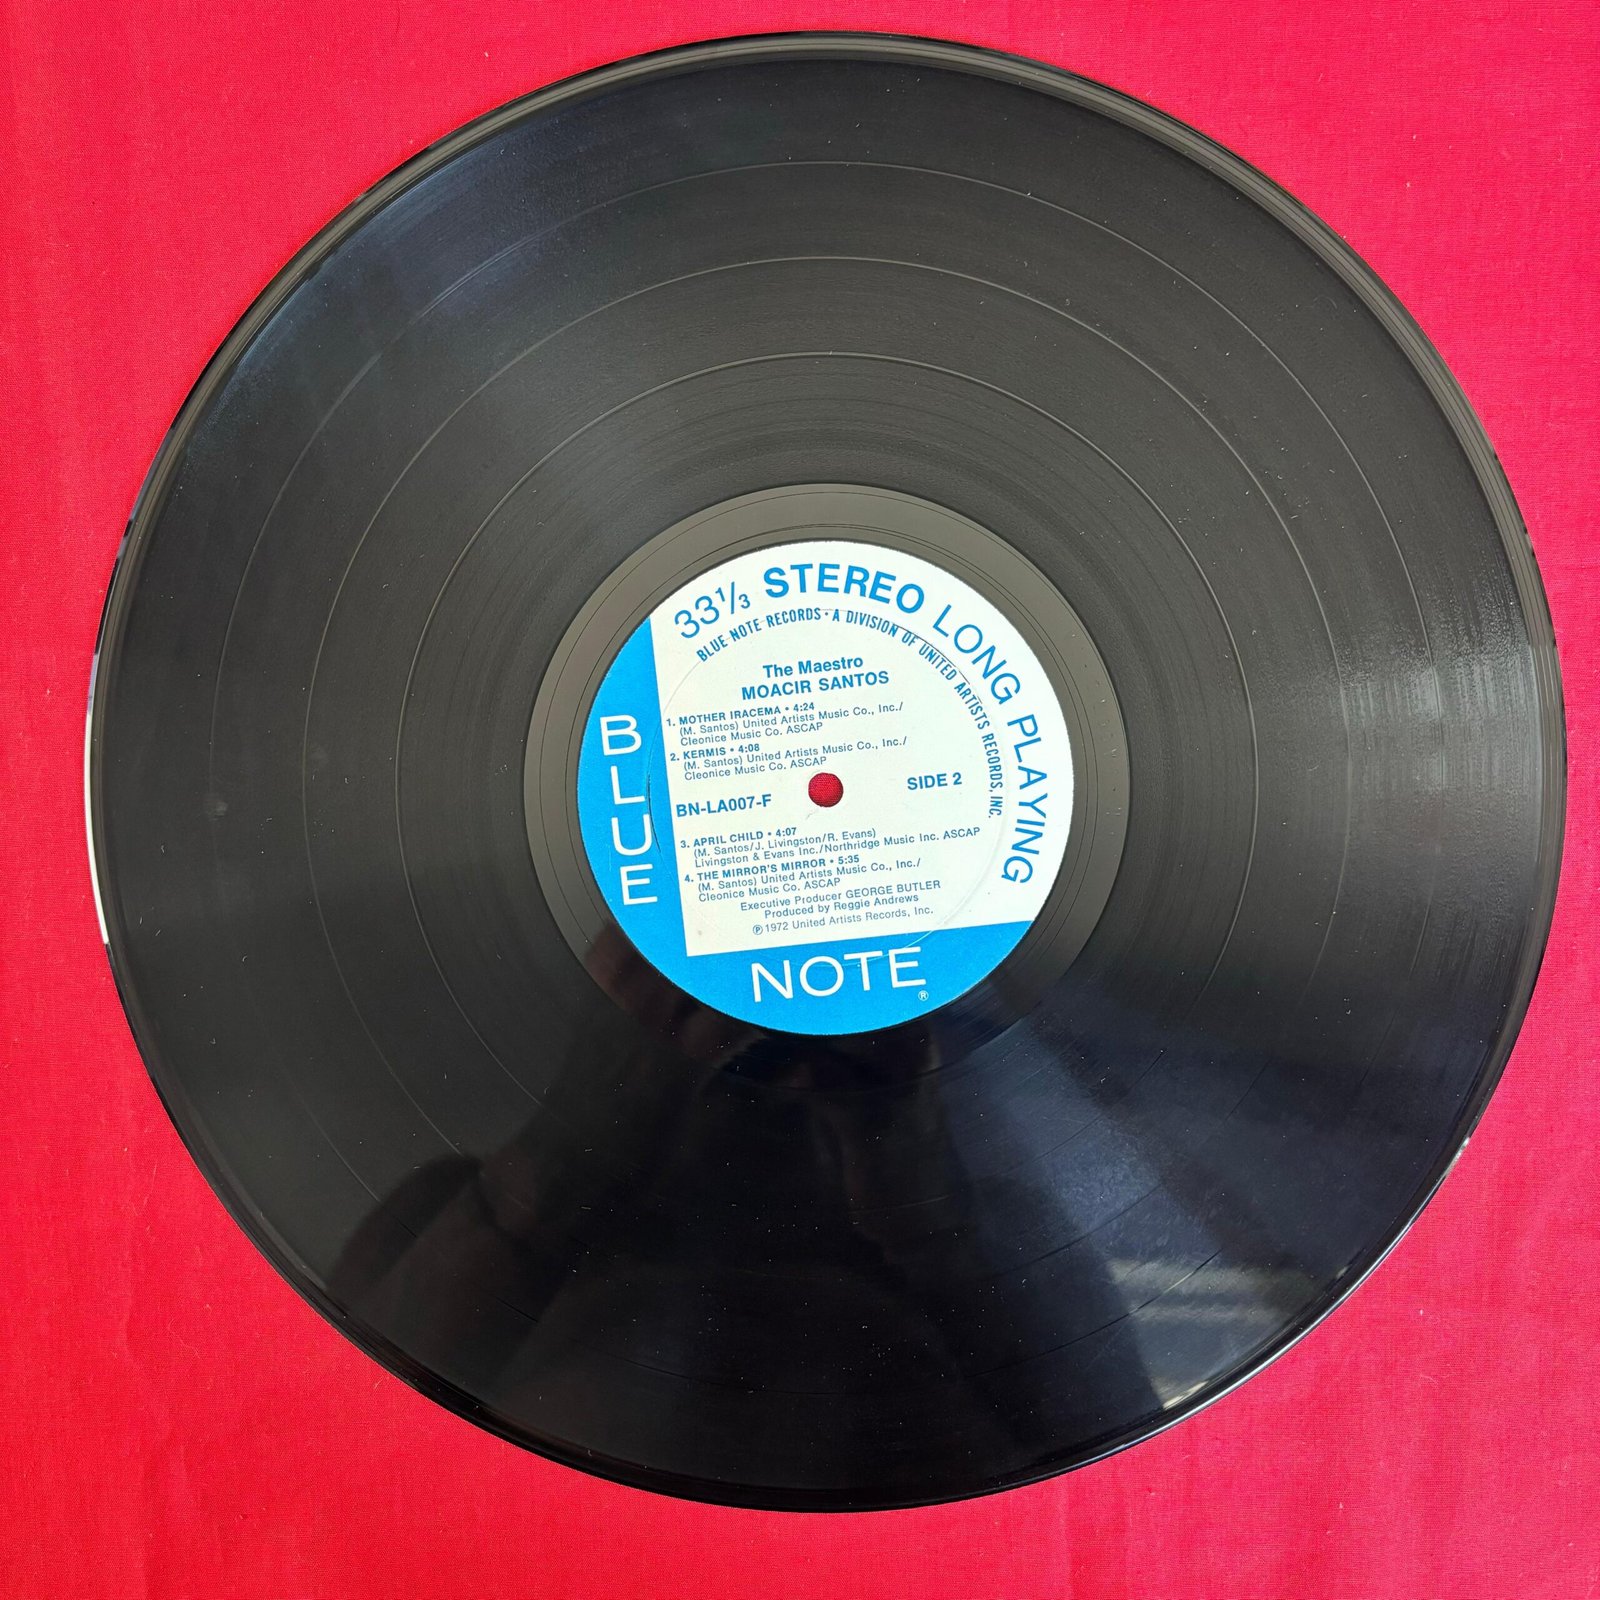 33⅓ STEREO LONG PLAYING
BLUE NOTE RECORDS • A DIVISION OF UNITED ARTISTS RECORDS, INC.
The Maestro
MOACIR SANTOS
1. MOTHER IRACEMA • 4:24
(M. Santos) United Artists Music Co., Inc./
Cleonice Music Co. ASCAP
2. KERMIS • 4:08
(M. Santos) United Artists Music Co., Inc./
Cleonice Music Co. ASCAP
BN-LA007-F
SIDE 2
3. APRIL CHILD • 4:07
(M. Santos/J. Livingston/R. Evans)
Livingston & Evans Inc./Northridge Music Inc. ASCAP
4. THE MIRROR'S MIRROR • 5:35
(M. Santos) United Artists Music Co., Inc./
Cleonice Music Co. ASCAP
Executive Producer GEORGE BUTLER
Produced by Reggie Andrews
℗ 1972 United Artists Records, Inc.
BLUE
NOTE
®